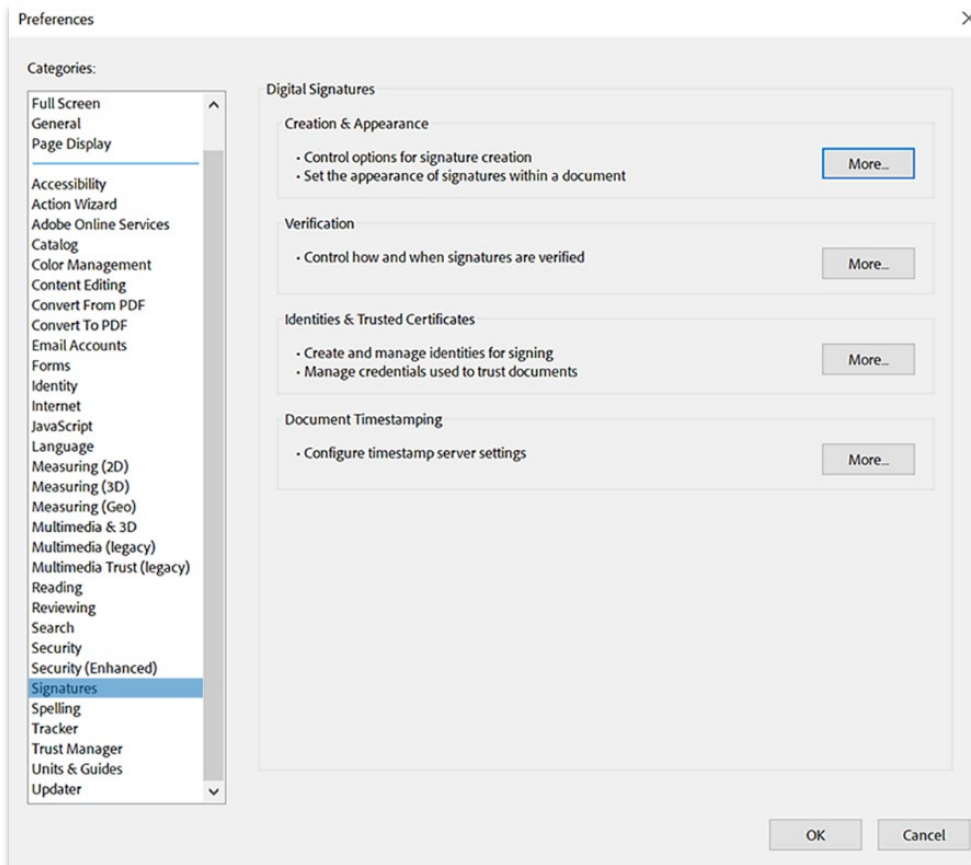 Preferences
Categories:
Full Screen
General
Page Display
Accessibility
Action Wizard
Adobe Online Services
Catalog
Color Management
Content Editing
Convert From PDF
Convert To PDF
Email Accounts
Forms
Identity
Internet
JavaScript
Language
Measuring (2D)
Measuring (3D)
Measuring (Geo)
Multimedia & 3D
Multimedia (legacy)
Multimedia Trust (legacy)
Reading
Reviewing
Search
Security
Security (Enhanced)
Signatures
Spelling
Tracker
Trust Manager
Units & Guides
Updater
Digital Signatures
Creation & Appearance
• Control options for signature creation
• Set the appearance of signatures within a document
More...
Verification
• Control how and when signatures are verified
More...
Identities & Trusted Certificates
• Create and manage identities for signing
• Manage credentials used to trust documents
More...
Document Timestamping
• Configure timestamp server settings
More...
OK
Cancel